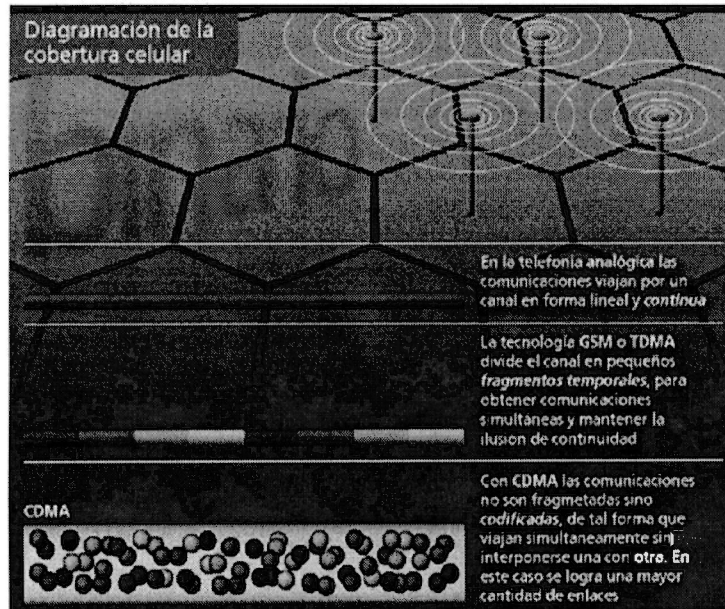 Diagramación de la
cobertura celular
En la telefonía analógica las
comunicaciones viajan por un
canal en forma lineal y continua
La tecnología GSM o TDMA
divide el canal en pequeños
fragmentos temporales, para
obtener comunicaciones
simultáneas y mantener la
ilusion de continuidad
CDMA
Con CDMA las comunicaciones
no son fragmetadas sino
codificadas, de tal forma que
viajan simultaneamente sin
interponerse una con otra. En
este caso se logra una mayor
cantidad de enlaces